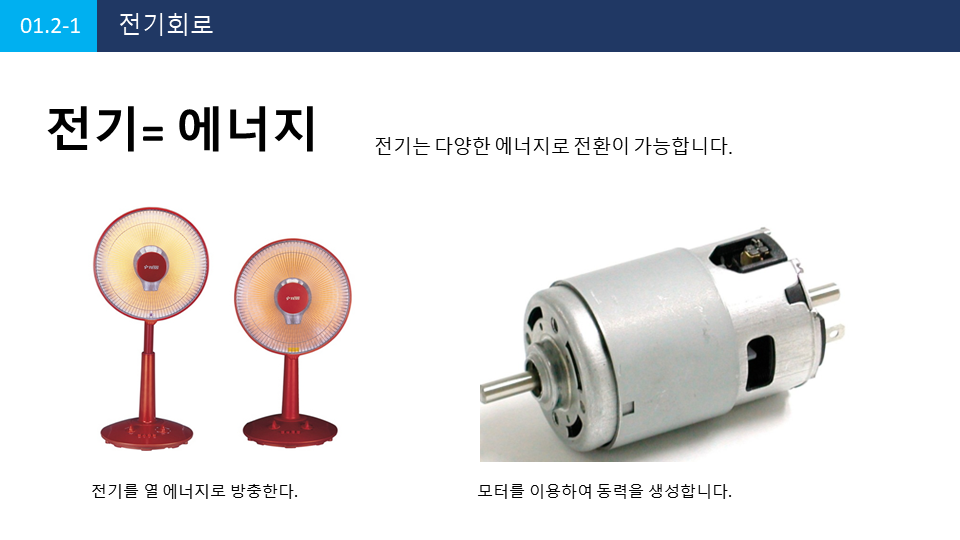 01.2-1 전기회로
전기= 에너지
전기는 다양한 에너지로 전환이 가능합니다.
전기를 열 에너지로 방충한다.
모터를 이용하여 동력을 생성합니다.